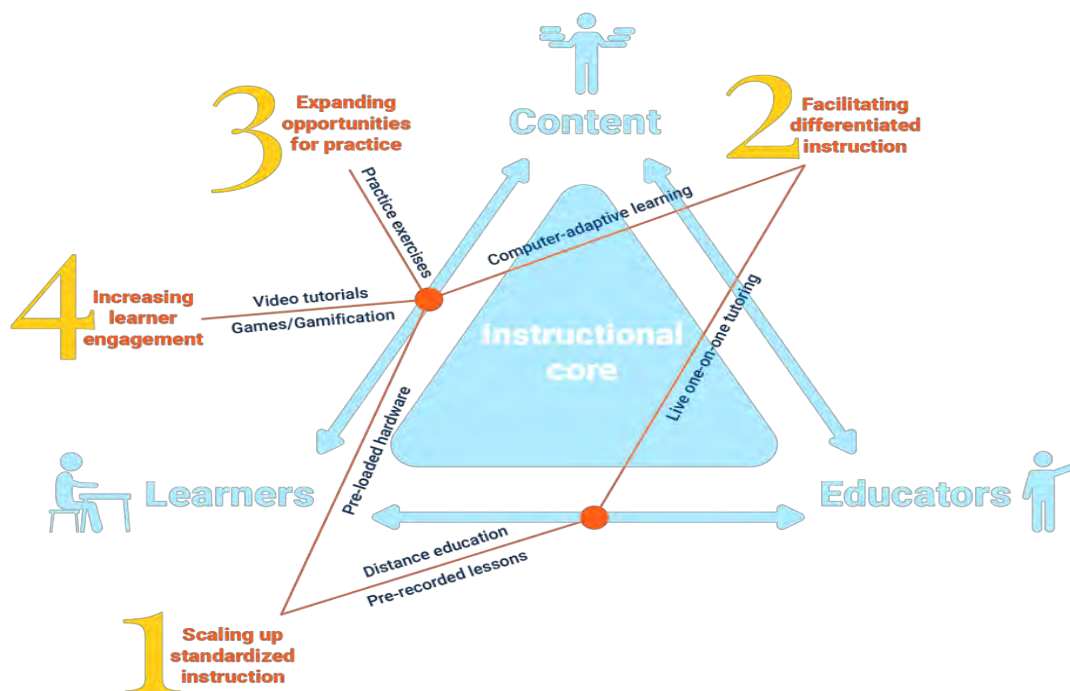 Content
3
Expanding
opportunities
for practice
2
Facilitating
differentiated
instruction
Practice exercises
Computer-adaptive learning
4
Increasing
learner
engagement
Video tutorials
Games/Gamification
Instructional
core
Live one-on-one tutoring
Pre-loaded hardware
Learners
Educators
Distance education
Pre-recorded lessons
1
Scaling up
standardized
instruction